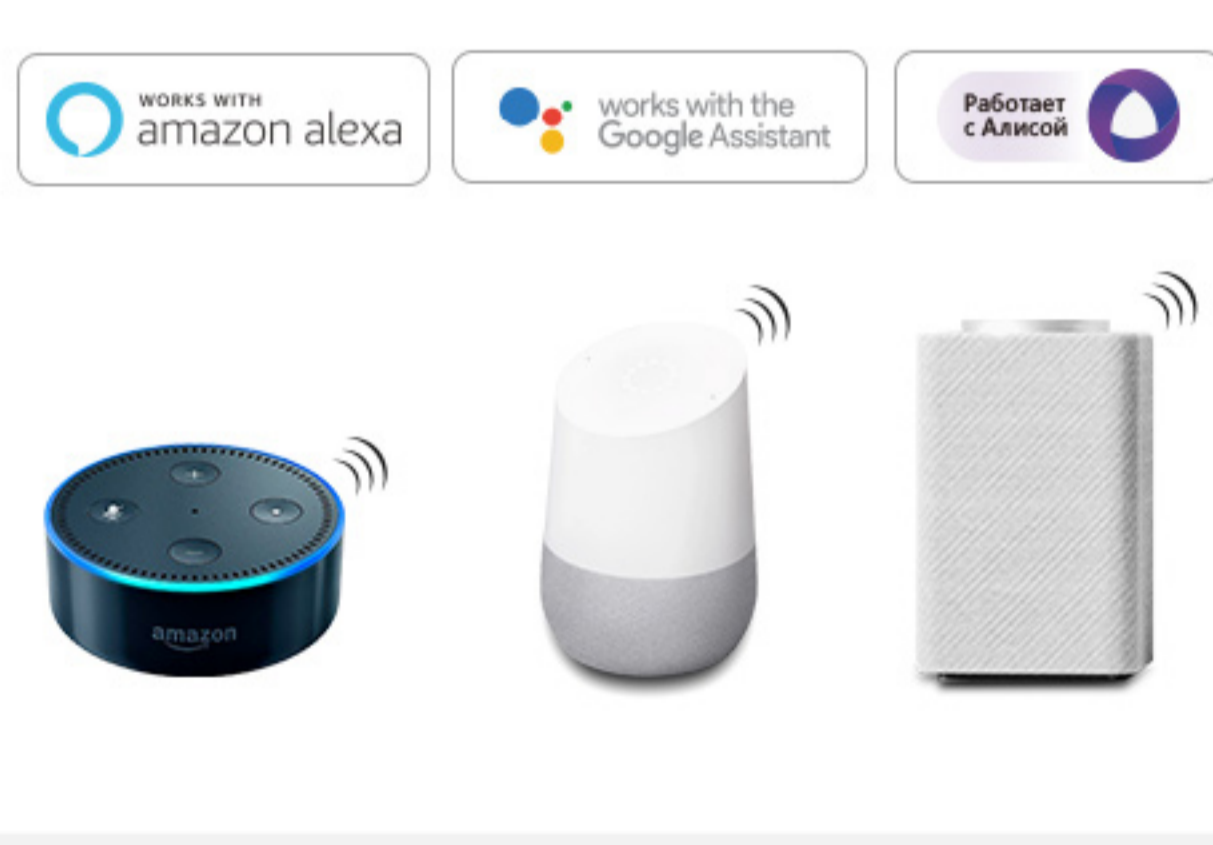 WORKS WITH
amazon alexa
works with the
Google Assistant
Работает
с Алисой
amazon